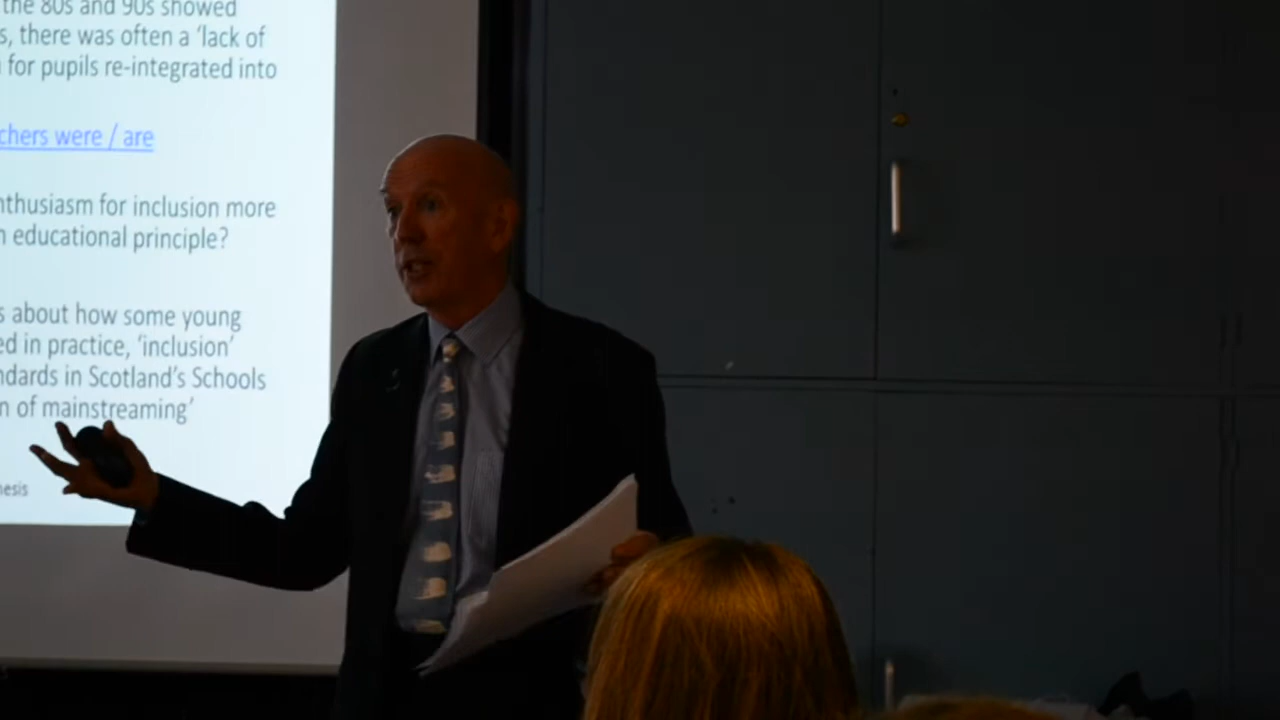 the 80s and 90s showed
s, there was often a ‘lack of
for pupils re-integrated into
chers were / are
nthusiasm for inclusion more
n educational principle?
s about how some young
ed in practice, ‘inclusion’
ndards in Scotland’s Schools
n of mainstreaming’
nesis